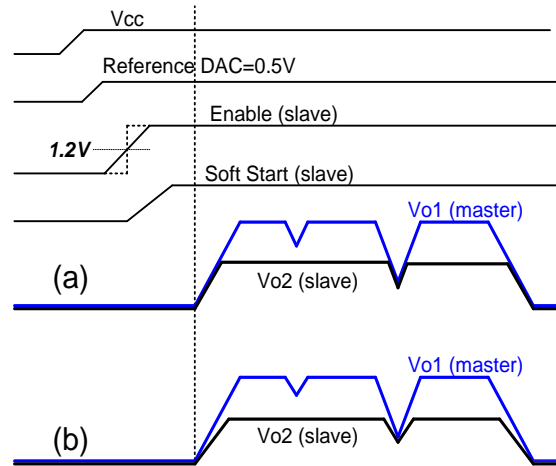 Vcc
Reference DAC=0.5V
Enable (slave)
1.2V
Soft Start (slave)
Vo1 (master)
(a)
Vo2 (slave)
Vo1 (master)
(b)
Vo2 (slave)